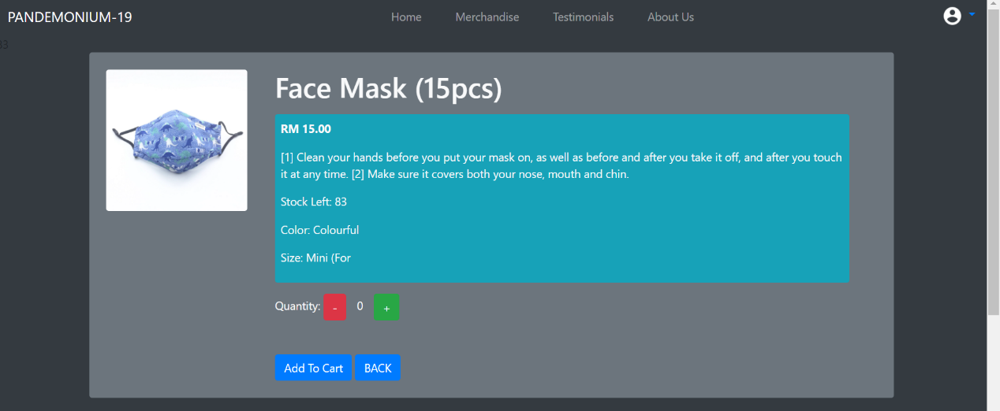 PANDEMONIUM-19
Home Merchandise Testimonials About Us
Face Mask (15pcs)
RM 15.00
[1] Clean your hands before you put your mask on, as well as before and after you take it off, and after you touch
it at any time. [2] Make sure it covers both your nose, mouth and chin.
Stock Left: 83
Color: Colourful
Size: Mini (For
Quantity: - 0 +
Add To Cart BACK